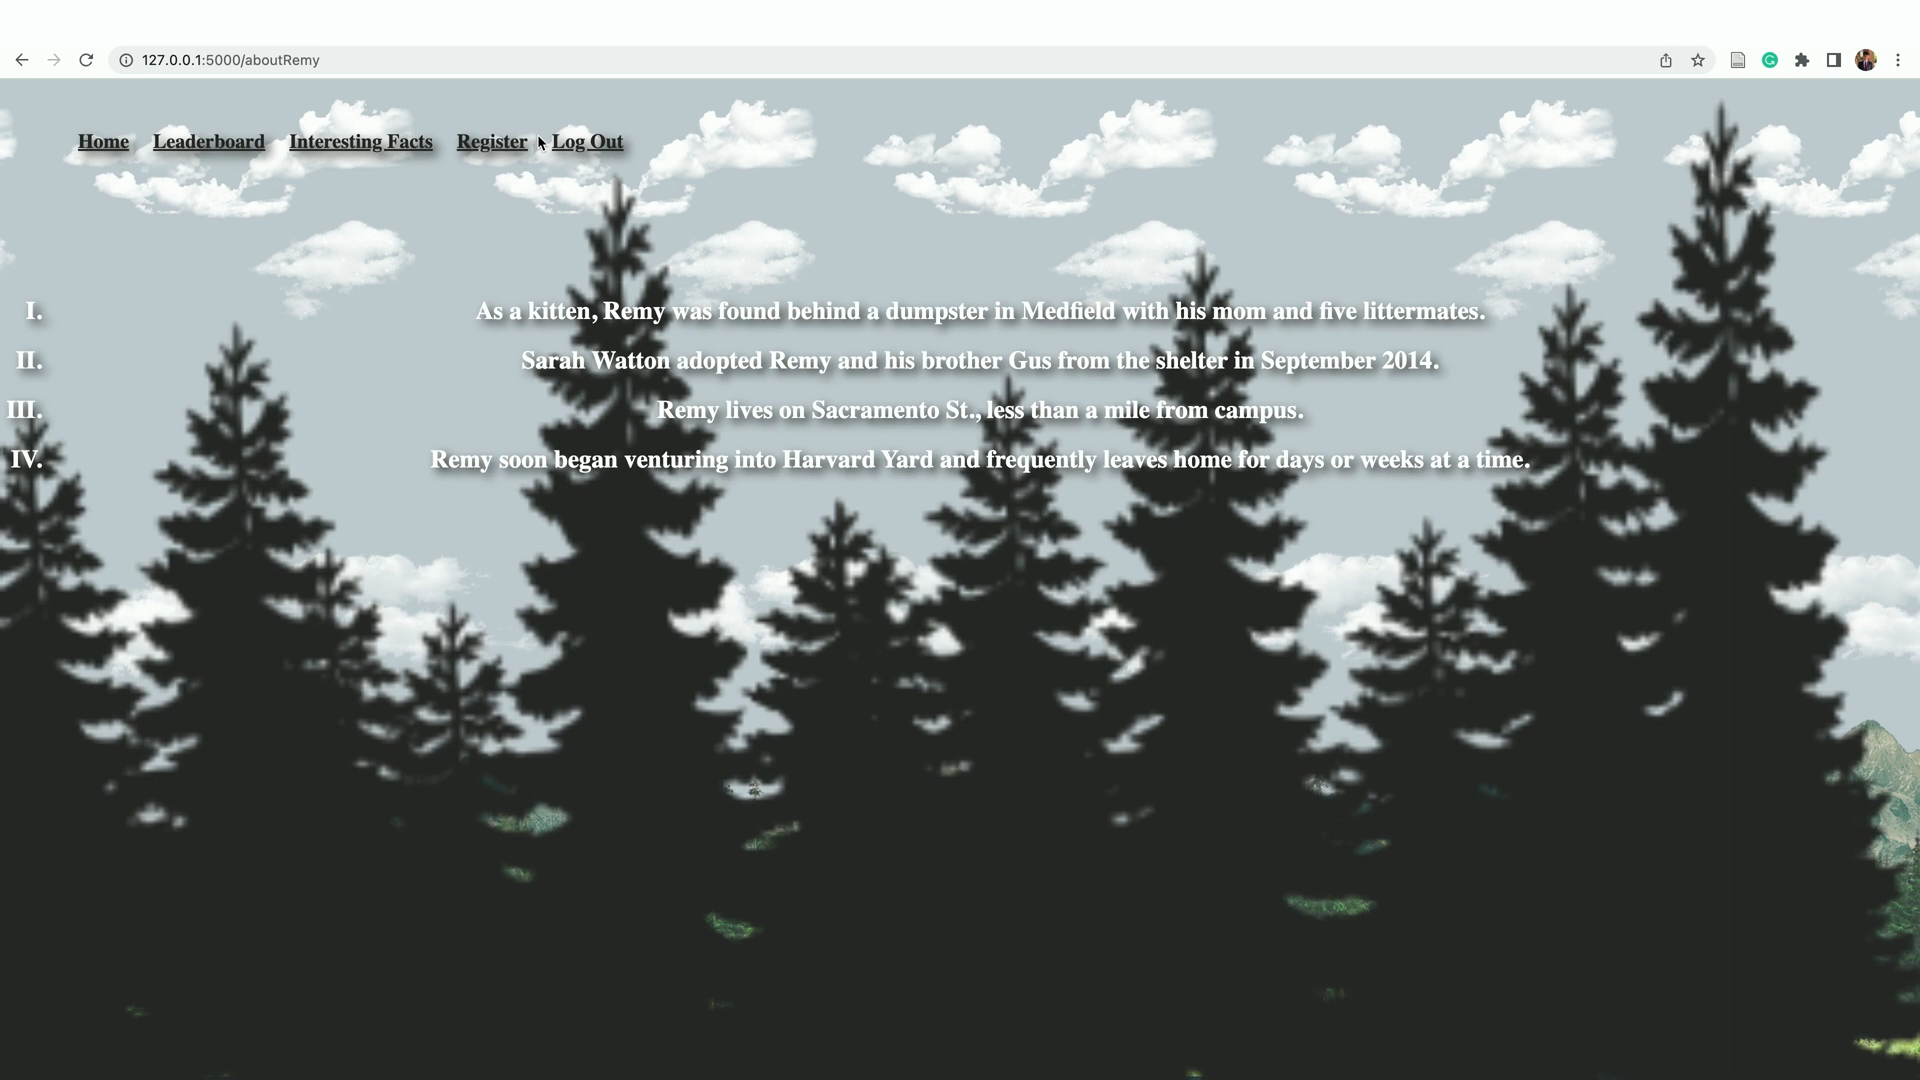 127.0.0.1:5000/aboutRemy
Home Leaderboard Interesting Facts Register Log Out
I. As a kitten, Remy was found behind a dumpster in Medfield with his mom and five littermates.
II. Sarah Watton adopted Remy and his brother Gus from the shelter in September 2014.
III. Remy lives on Sacramento St., less than a mile from campus.
IV. Remy soon began venturing into Harvard Yard and frequently leaves home for days or weeks at a time.